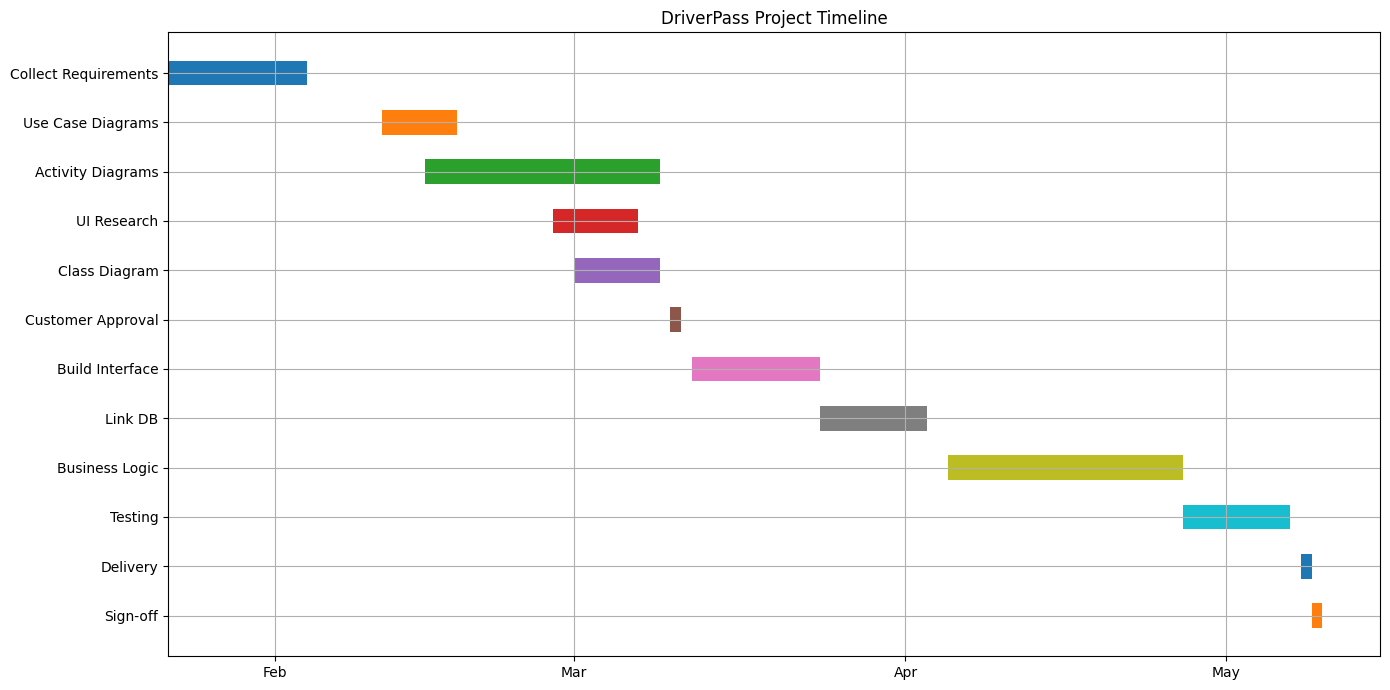 DriverPass Project Timeline
Collect Requirements
Use Case Diagrams
Activity Diagrams
UI Research
Class Diagram
Customer Approval
Build Interface
Link DB
Business Logic
Testing
Delivery
Sign-off
Feb Mar Apr May